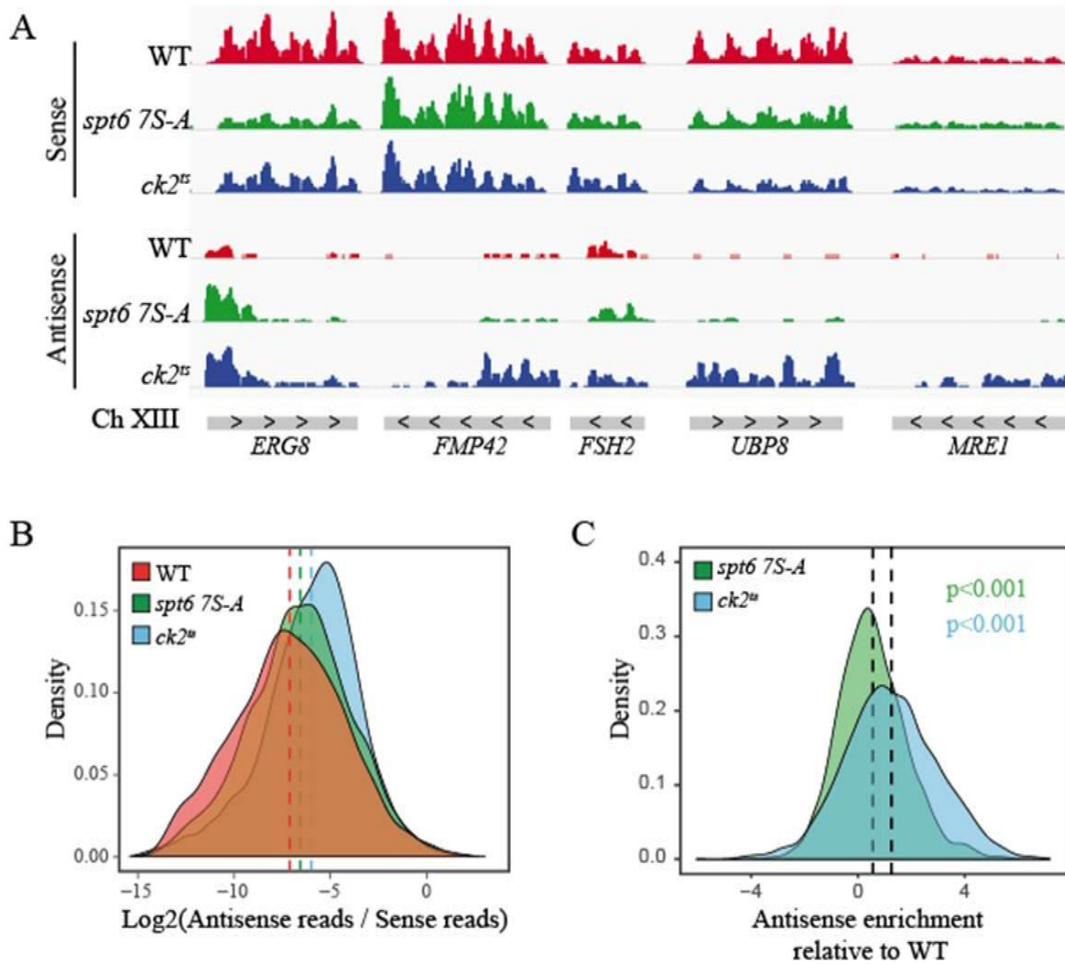 A
Sense
WT
spt6 7S-A
ck2ts
Antisense
WT
spt6 7S-A
ck2ts
Ch XIII
> > > >
< < < < <
< <
> > > >
< < < < <
ERG8
FMP42
FSH2
UBP8
MRE1
B
WT
spt6 7S-A
ck2ts
Density
0.15
0.10
0.05
0.00
−15
−10
−5
0
Log2(Antisense reads / Sense reads)
C
spt6 7S-A
ck2ts
p<0.001
p<0.001
Density
0.4
0.3
0.2
0.1
0.0
−4
0
4
Antisense enrichment
relative to WT